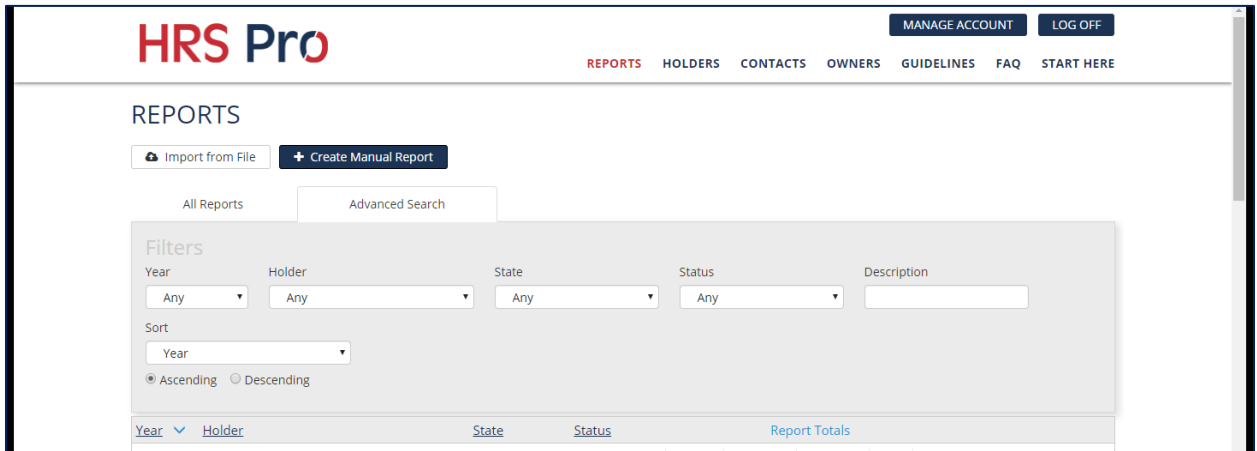 HRS Pro
MANAGE ACCOUNT LOG OFF
REPORTS HOLDERS CONTACTS OWNERS GUIDELINES FAQ START HERE
REPORTS
Import from File + Create Manual Report
All Reports Advanced Search
Filters
Year Holder State Status Description
Any Any Any Any
Sort
Year
Ascending Descending
Year Holder State Status Report Totals